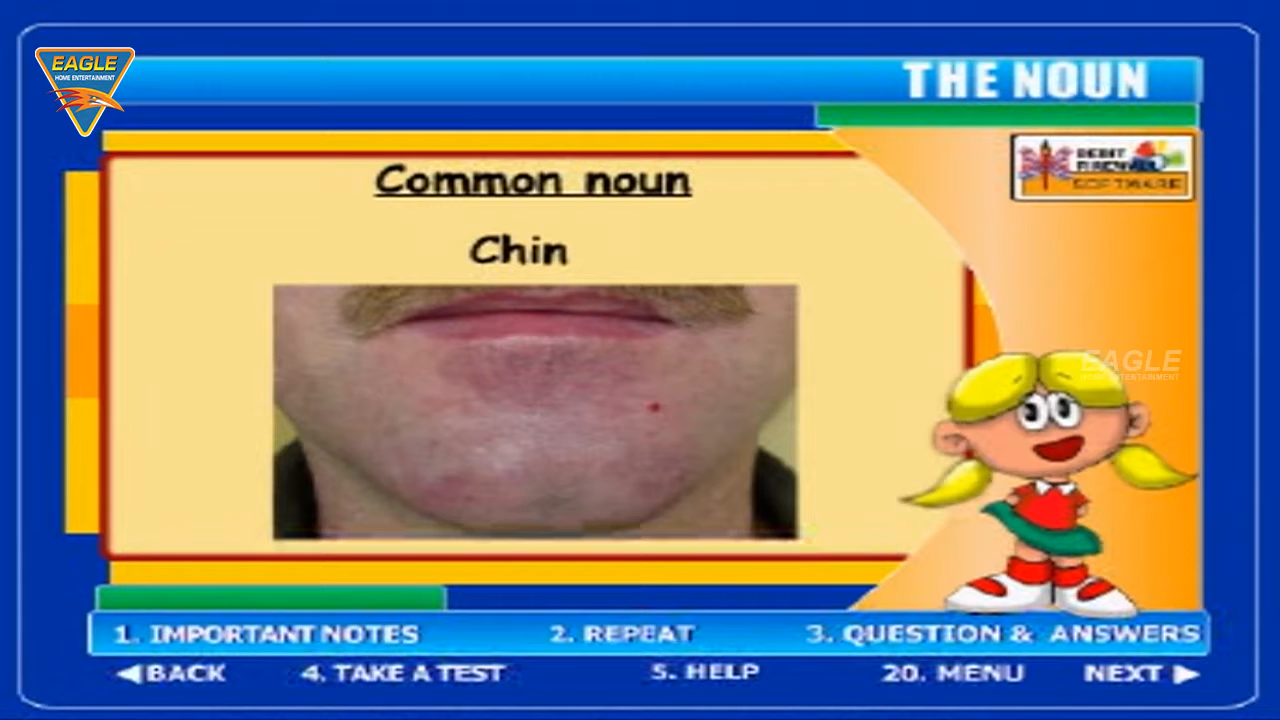 EAGLE
HOME ENTERTAINMENT
THE NOUN
SOFTWARE
Common noun
Chin
EAGLE
HOME ENTERTAINMENT
1. IMPORTANT NOTES 2. REPEAT 3. QUESTION & ANSWERS
◀BACK 4. TAKE A TEST 5. HELP 20. MENU NEXT ▶